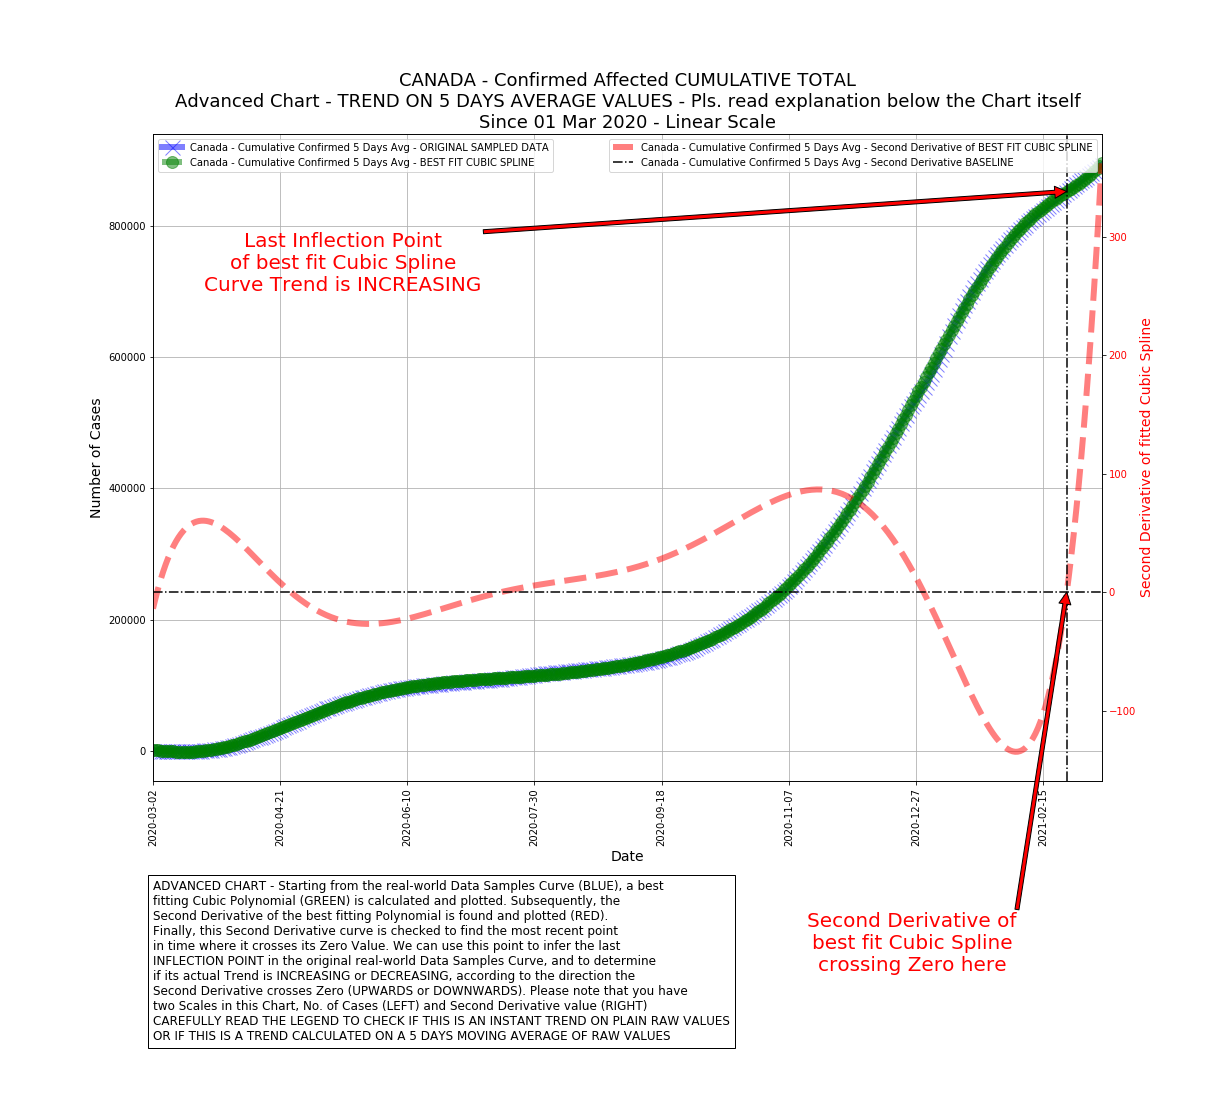 CANADA - Confirmed Affected CUMULATIVE TOTAL
Advanced Chart - TREND ON 5 DAYS AVERAGE VALUES - Pls. read explanation below the Chart itself
Since 01 Mar 2020 - Linear Scale
Canada - Cumulative Confirmed 5 Days Avg - ORIGINAL SAMPLED DATA
Canada - Cumulative Confirmed 5 Days Avg - BEST FIT CUBIC SPLINE
Canada - Cumulative Confirmed 5 Days Avg - Second Derivative of BEST FIT CUBIC SPLINE
Canada - Cumulative Confirmed 5 Days Avg - Second Derivative BASELINE
Last Inflection Point
of best fit Cubic Spline
Curve Trend is INCREASING
Number of Cases
800000
600000
400000
200000
0
300
200
100
0
−100
Second Derivative of fitted Cubic Spline
2020-03-02
2020-04-21
2020-06-10
2020-07-30
2020-09-18
2020-11-07
2020-12-27
2021-02-15
Date
ADVANCED CHART - Starting from the real-world Data Samples Curve (BLUE), a best
fitting Cubic Polynomial (GREEN) is calculated and plotted. Subsequently, the
Second Derivative of the best fitting Polynomial is found and plotted (RED).
Finally, this Second Derivative curve is checked to find the most recent point
in time where it crosses its Zero Value. We can use this point to infer the last
INFLECTION POINT in the original real-world Data Samples Curve, and to determine
if its actual Trend is INCREASING or DECREASING, according to the direction the
Second Derivative crosses Zero (UPWARDS or DOWNWARDS). Please note that you have
two Scales in this Chart, No. of Cases (LEFT) and Second Derivative value (RIGHT)
CAREFULLY READ THE LEGEND TO CHECK IF THIS IS AN INSTANT TREND ON PLAIN RAW VALUES
OR IF THIS IS A TREND CALCULATED ON A 5 DAYS MOVING AVERAGE OF RAW VALUES
Second Derivative of
best fit Cubic Spline
crossing Zero here